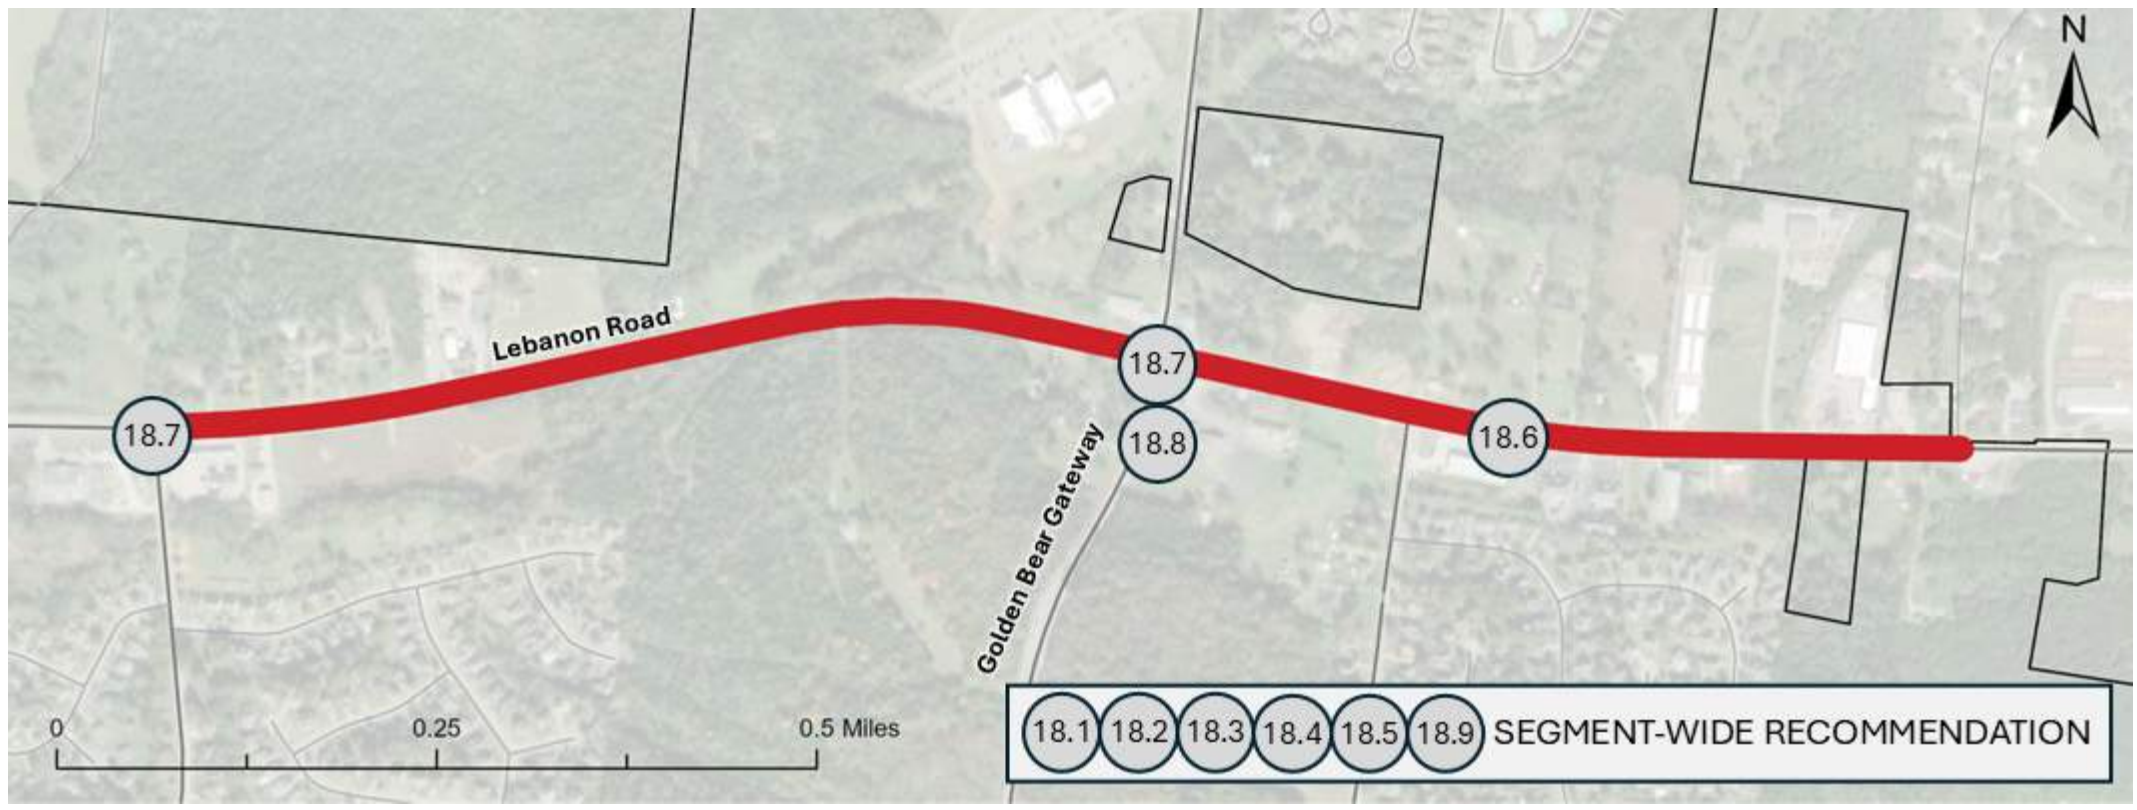 N
Lebanon Road
18.7
18.7
18.8
18.6
Golden Bear Gateway
0 0.25 0.5 Miles
18.1 18.2 18.3 18.4 18.5 18.9 SEGMENT-WIDE RECOMMENDATION